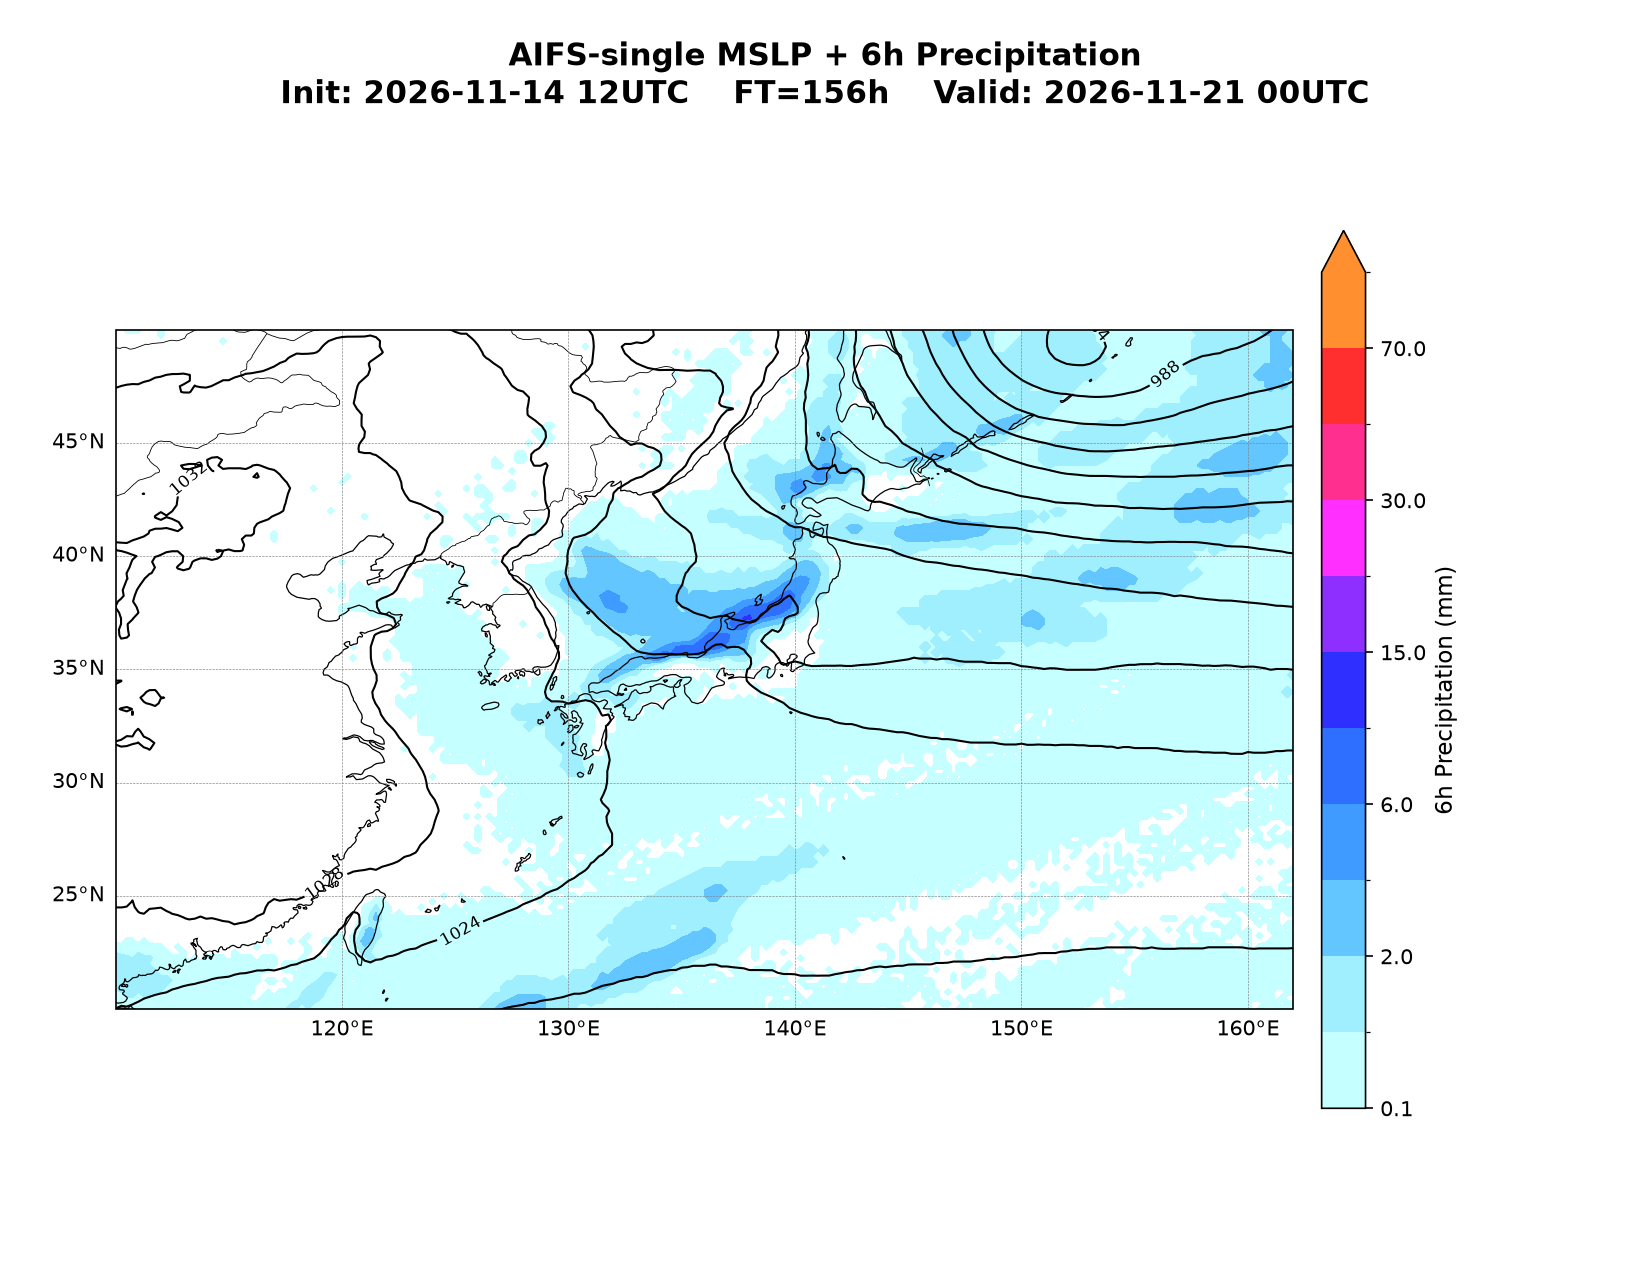 AIFS-single MSLP + 6h Precipitation
Init: 2026-11-14 12UTC    FT=156h    Valid: 2026-11-21 00UTC
988
1032
1028
1024
45°N
40°N
35°N
30°N
25°N
120°E
130°E
140°E
150°E
160°E
70.0
30.0
15.0
6.0
2.0
0.1
6h Precipitation (mm)